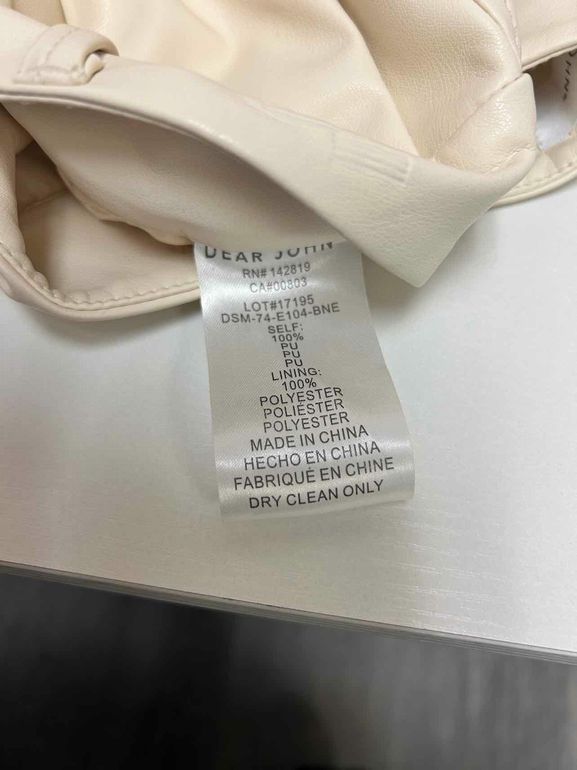 DEAR JOHN
RN# 142819
CA#00803
LOT#17195
DSM-74-E104-BNE
SELF:
100%
PU
PU
PU
LINING:
100%
POLYESTER
POLIÉSTER
POLYESTER
MADE IN CHINA
HECHO EN CHINA
FABRIQUÉ EN CHINE
DRY CLEAN ONLY